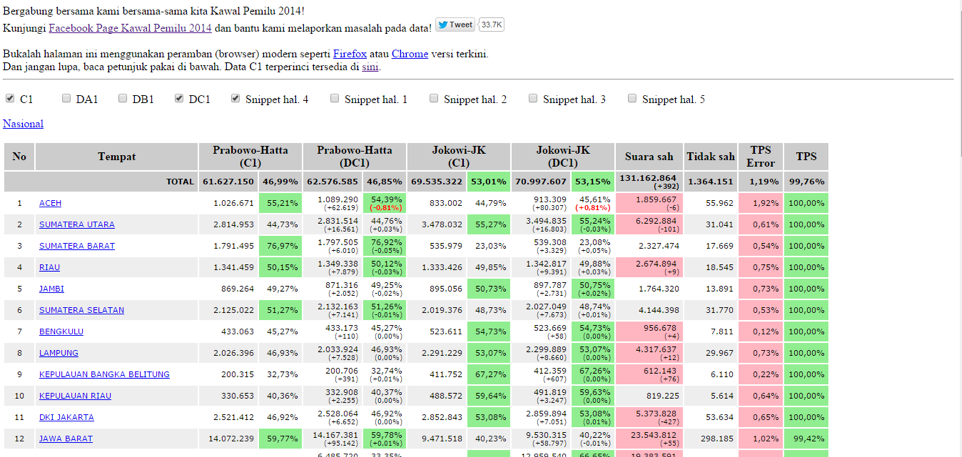 Bergabung bersama kami bersama-sama kita Kawal Pemilu 2014!
Kunjungi Facebook Page Kawal Pemilu 2014 dan bantu kami melaporkan masalah pada data! Tweet 33.7K
Bukalah halaman ini menggunakan peramban (browser) modern seperti Firefox atau Chrome versi terkini.
Dan jangan lupa, baca petunjuk pakai di bawah. Data C1 terperinci tersedia di sini.
C1 DA1 DB1 DC1 Snippet hal. 4 Snippet hal. 1 Snippet hal. 2 Snippet hal. 3 Snippet hal. 5
Nasional
No Tempat Prabowo-Hatta (C1) Prabowo-Hatta (DC1) Jokowi-JK (C1) Jokowi-JK (DC1) Suara sah Tidak sah TPS Error TPS
TOTAL 61.627.150 46,99% 62.576.585 46,85% 69.535.322 53,01% 70.997.607 53,15% 131.162.864 (+392) 1.364.151 1,19% 99,76%
1 ACEH 1.026.671 55,21% 1.089.290 (+62.619) 54,39% (-0.81%) 833.002 44,79% 913.309 (+80.307) 45,61% (+0,81%) 1.859.667 (-6) 55.962 1,92% 100,00%
2 SUMATERA UTARA 2.814.953 44,73% 2.831.514 (+16.561) 44,76% (+0.03%) 3.478.032 55,27% 3.494.835 (+16.803) 55,24% (-0.03%) 6.292.884 (-101) 31.041 0,61% 100,00%
3 SUMATERA BARAT 1.791.495 76,97% 1.797.505 (+6.010) 76,92% (-0.05%) 535.979 23,03% 539.308 (+3.329) 23,08% (+0.05) 2.327.474 17.669 0,54% 100,00%
4 RIAU 1.341.459 50,15% 1.349.338 (+7.879) 50,12% (-0.03%) 1.333.426 49,85% 1.342.817 (+9.391) 49,88% (+0.03%) 2.674.894 (+9) 18.545 0,75% 100,00%
5 JAMBI 869.264 49,27% 871.316 (+2.052) 49,25% (-0.02%) 895.056 50,73% 897.787 (+2.731) 50,75% (+0,02%) 1.764.320 13.891 0,73% 100,00%
6 SUMATERA SELATAN 2.125.022 51,27% 2.132.163 (+7.141) 51,26% (-0.01%) 2.019.376 48,73% 2.027.049 (+7.673) 48,74% (+0.01%) 4.144.398 31.770 0,53% 100,00%
7 BENGKULU 433.063 45,27% 433.173 (+110) 45,27% (0.00%) 523.611 54,73% 523.669 (+58) 54,73% (0,00%) 956.678 (+4) 7.811 0,12% 100,00%
8 LAMPUNG 2.026.396 46,93% 2.033.924 (+7.528) 46,93% (0.00%) 2.291.229 53,07% 2.299.889 (+8.660) 53,07% (0,00%) 4.317.637 (+12) 29.967 0,73% 100,00%
9 KEPULAUAN BANGKA BELITUNG 200.315 32,73% 200.706 (+391) 32,74% (+0.01%) 411.752 67,27% 412.359 (+607) 67,26% (0,00%) 612.143 (+76) 6.110 0,22% 100,00%
10 KEPULAUAN RIAU 330.653 40,36% 332.908 (+2.255) 40,37% (0.00%) 488.572 59,64% 491.819 (+3.247) 59,63% (0,00%) 819.225 5.614 0,64% 100,00%
11 DKI JAKARTA 2.521.412 46,92% 2.528.064 (+6.652) 46,92% (0.00%) 2.852.843 53,08% 2.859.894 (+7.051) 53,08% (0,01%) 5.373.828 (-427) 53.634 0,65% 100,00%
12 JAWA BARAT 14.072.239 59,77% 14.167.381 (+95.142) 59,78% (+0.01%) 9.471.518 40,23% 9.530.315 (+58.797) 40,22% (-0.01%) 23.543.812 (+55) 298.185 1,02% 99,42%